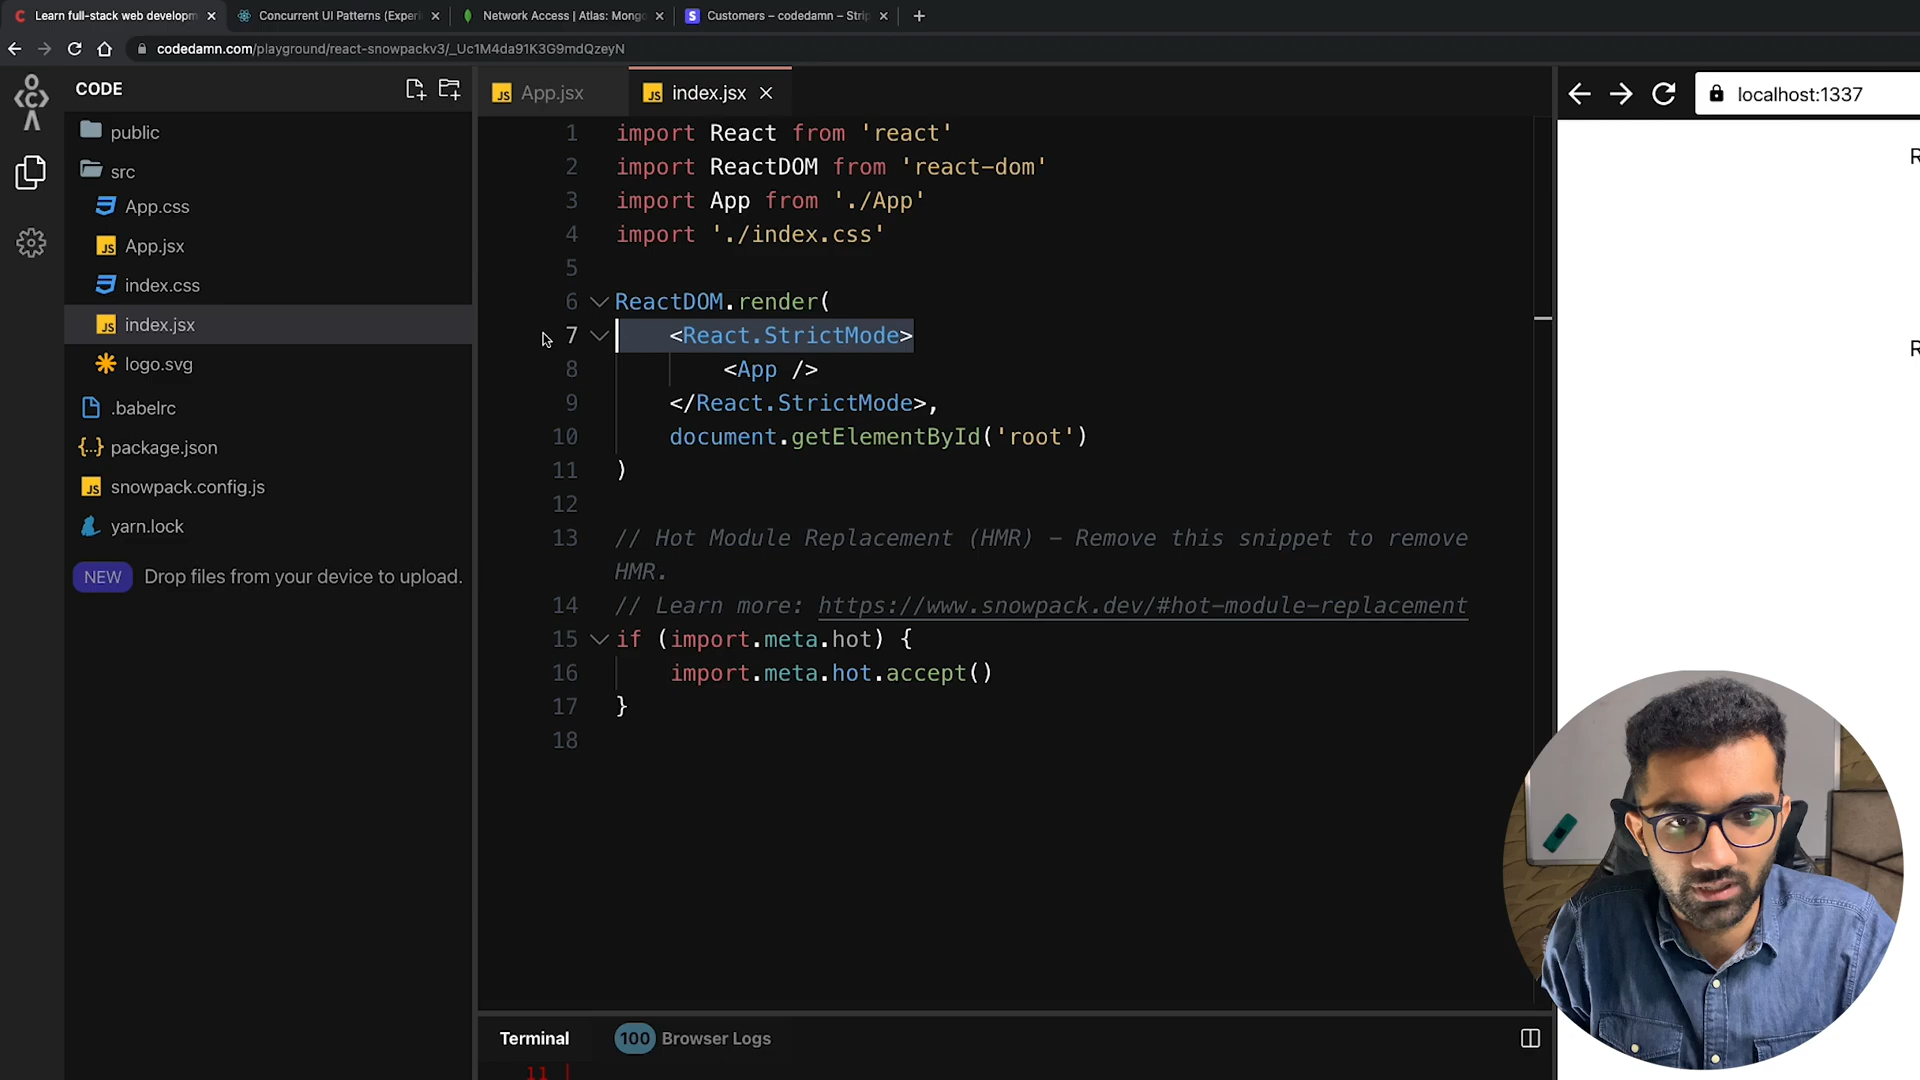 Learn full-stack web developm
Concurrent UI Patterns (Experi
Network Access | Atlas: Mongo
Customers – codedamn – Strip
codedamn.com/playground/react-snowpackv3/_Uc1M4da91K3G9mdQzeyN
CODE
public
src
App.css
App.jsx
index.css
index.jsx
logo.svg
.babelrc
package.json
snowpack.config.js
yarn.lock
NEW Drop files from your device to upload.
JS App.jsx
JS index.jsx
1 import React from 'react'
2 import ReactDOM from 'react-dom'
3 import App from './App'
4 import './index.css'
5
6 ReactDOM.render(
7 <React.StrictMode>
8 <App />
9 </React.StrictMode>,
10 document.getElementById('root')
11 )
12
13 // Hot Module Replacement (HMR) - Remove this snippet to remove
HMR.
14 // Learn more: https://www.snowpack.dev/#hot-module-replacement
15 if (import.meta.hot) {
16 import.meta.hot.accept()
17 }
18
Terminal
100 Browser Logs
11
localhost:1337
R
R